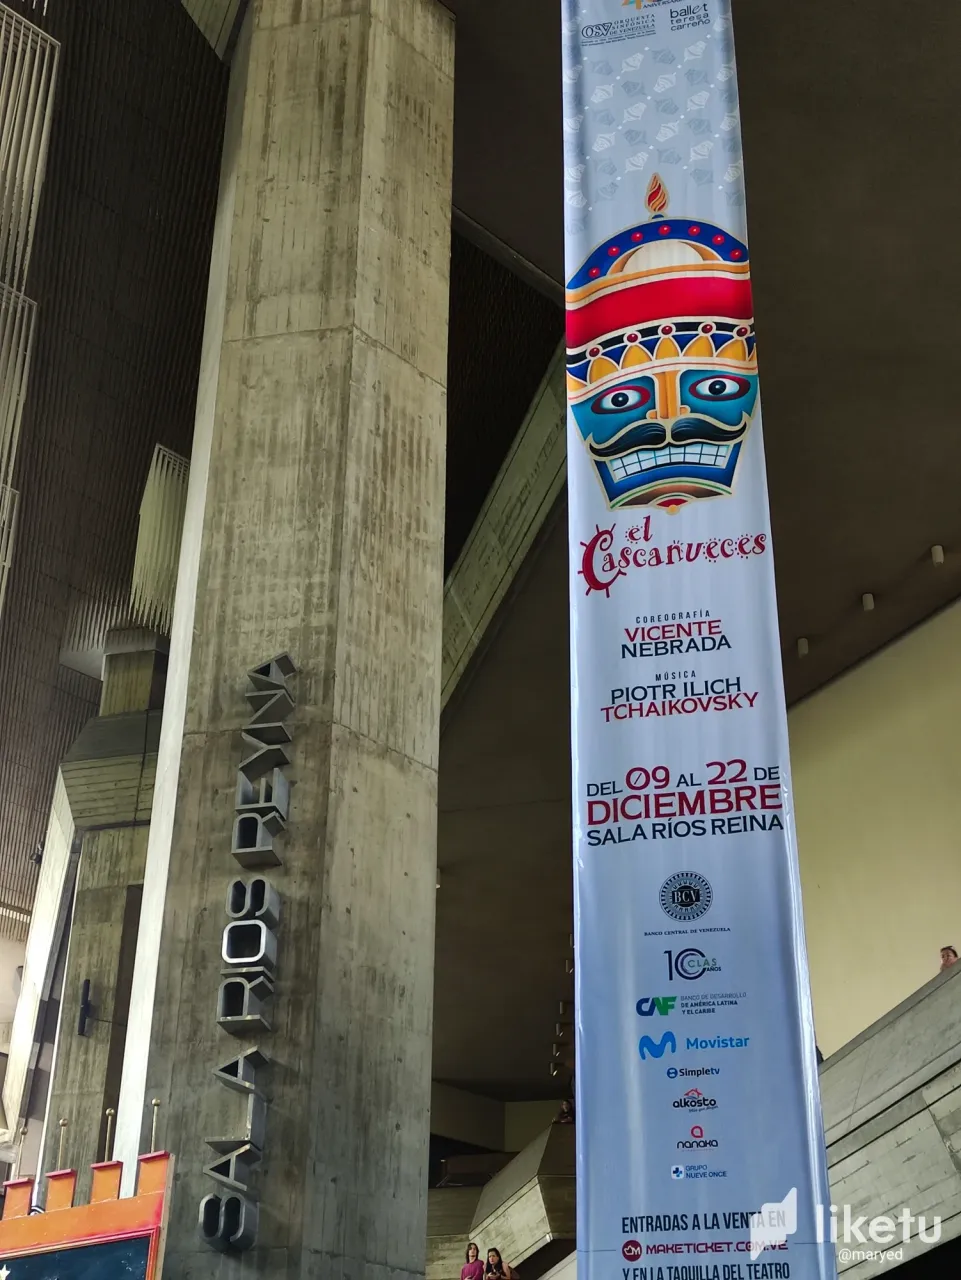 SALA RIOS REYNA
ANIVERSARIO
OSV ORQUESTA
SINFÓNICA
DE VENEZUELA
ballet
teresa
carreño
el
Cascanueces
COREOGRAFÍA
VICENTE
NEBRADA
MÚSICA
PIOTR ILICH
TCHAIKOVSKY
DEL 09 AL 22 DE
DICIEMBRE
SALA RÍOS REINA
BCV
BANCO CENTRAL DE VENEZUELA
10 CLAS
AÑOS
CAF BANCO DE DESARROLLO
DE AMÉRICA LATINA
Y EL CARIBE
Movistar
Simpletv
alkosto
nanaka
GRUPO
NUEVE ONCE
ENTRADAS A LA VENTA EN
MAKETICKET.COM.VE
Y EN LA TAQUILLA DEL TEATRO
liketu
@maryed